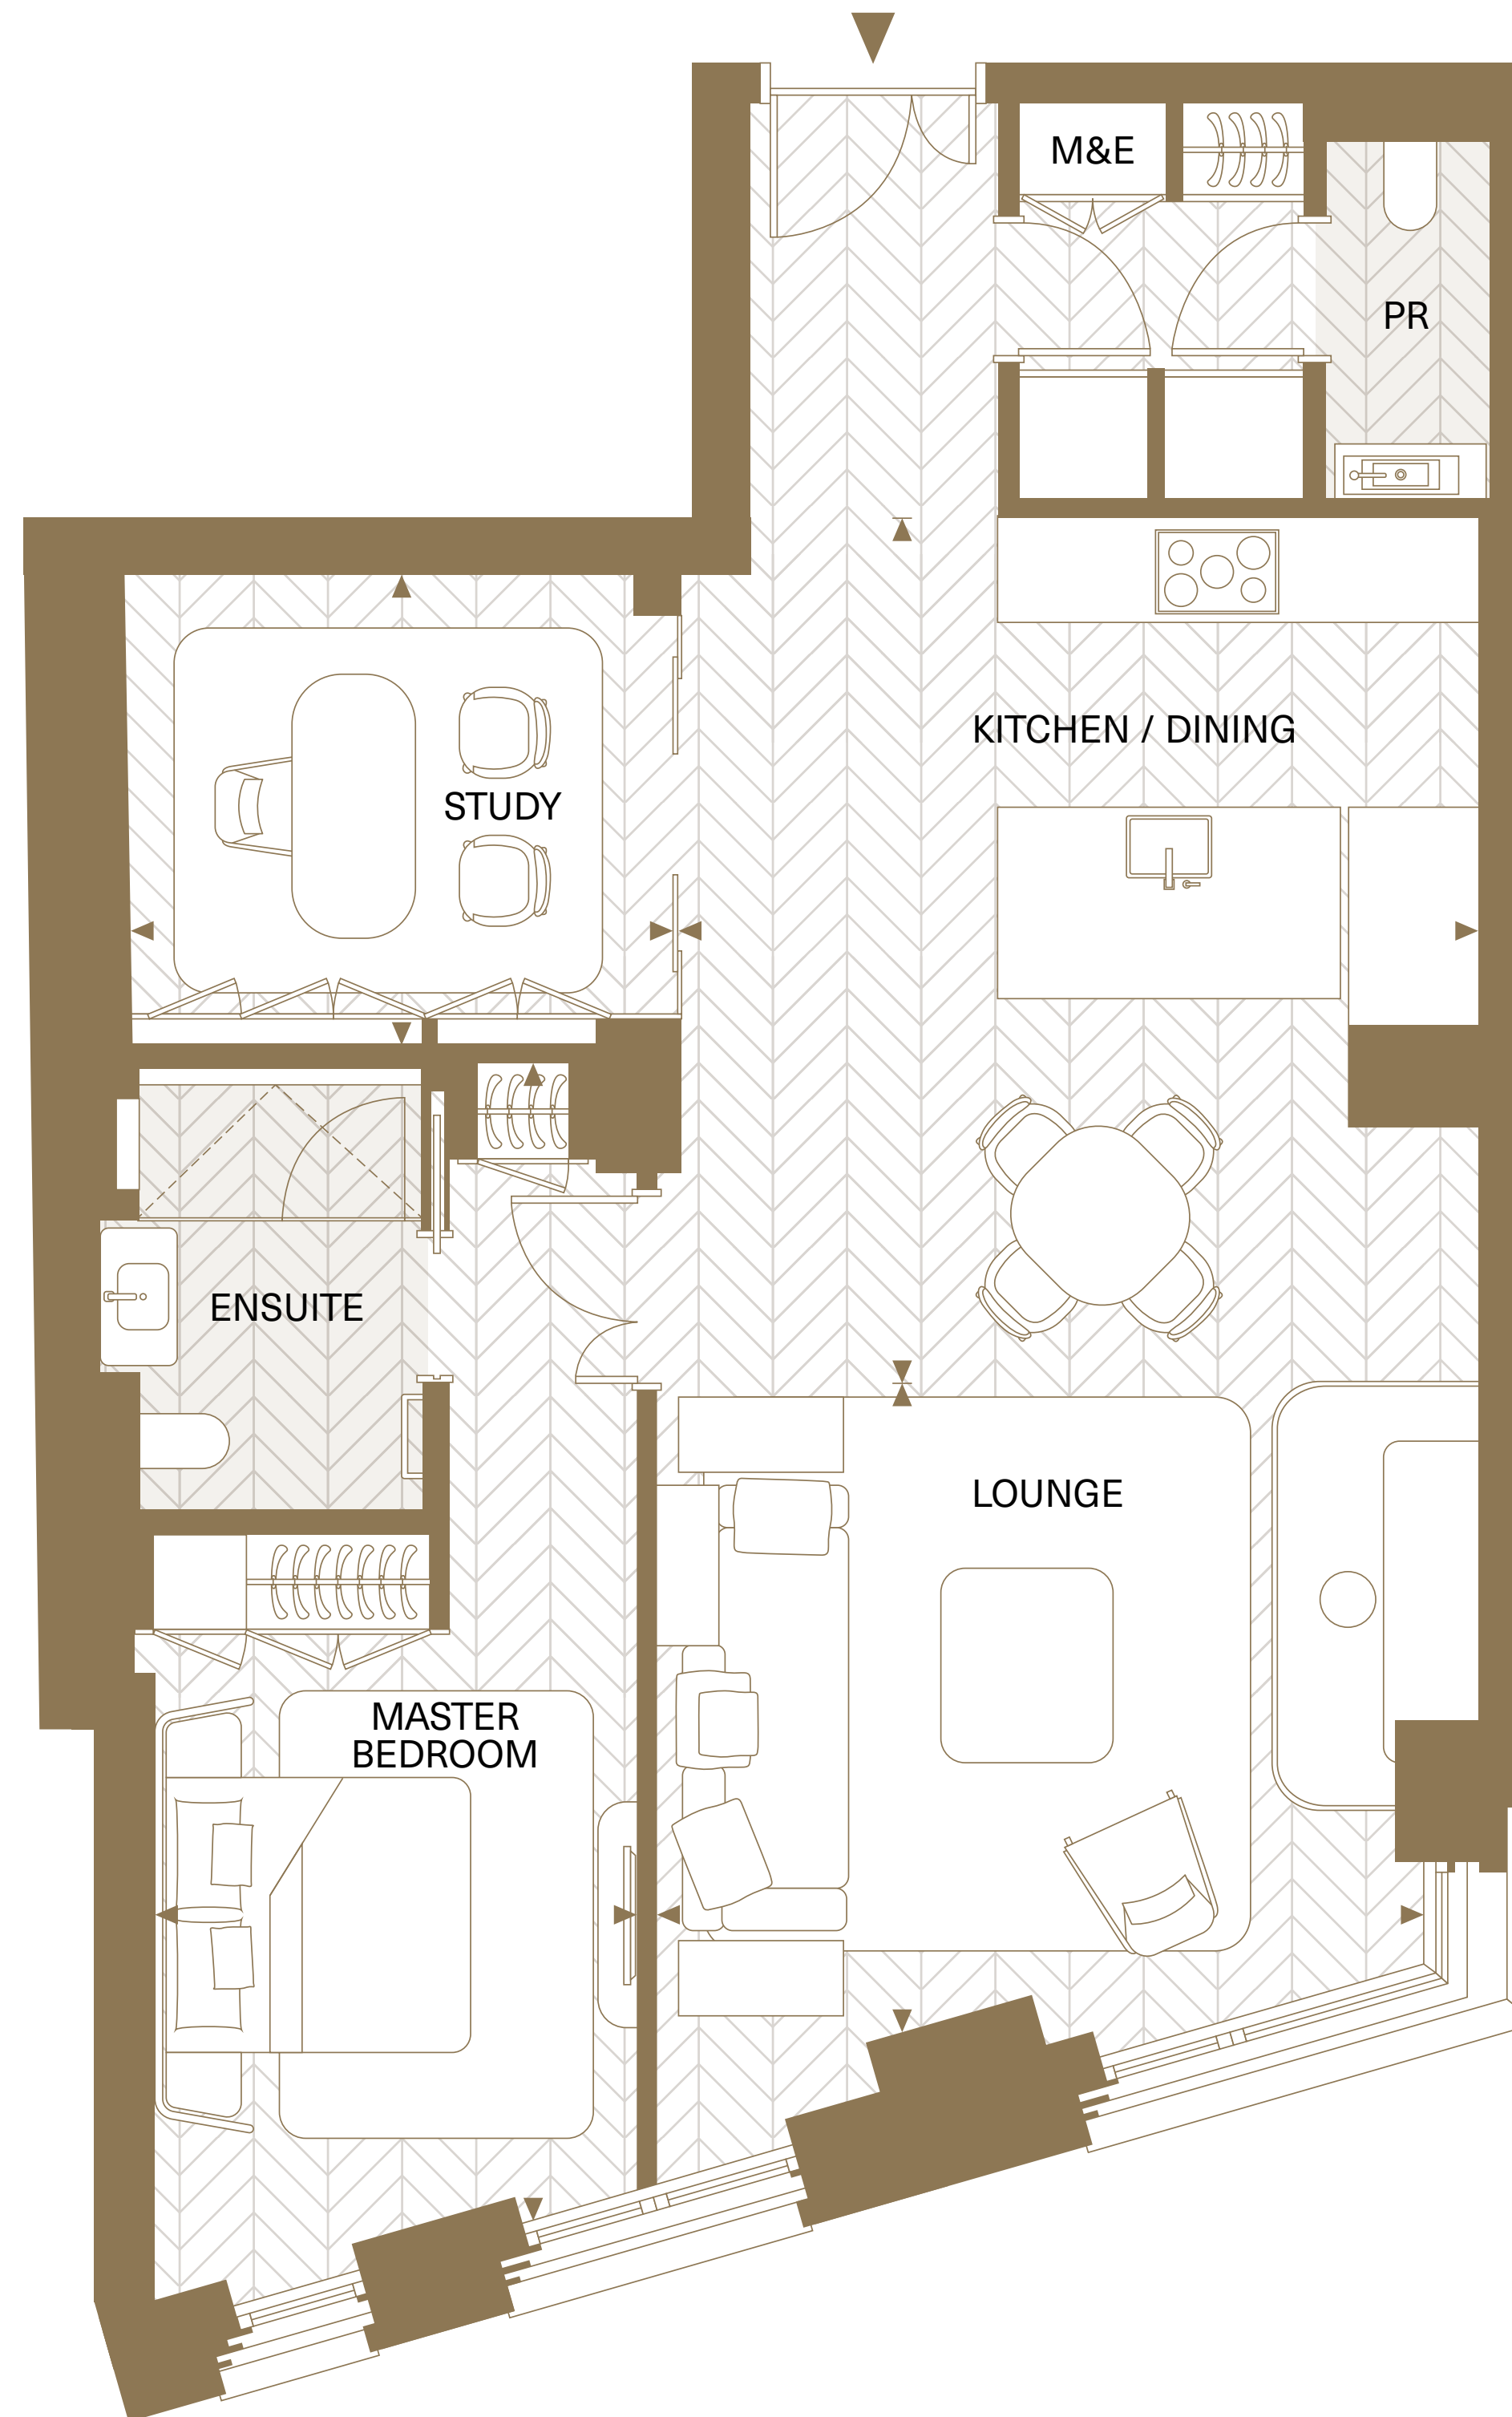 M&E
PR
KITCHEN / DINING
STUDY
ENSUITE
LOUNGE
MASTER
BEDROOM